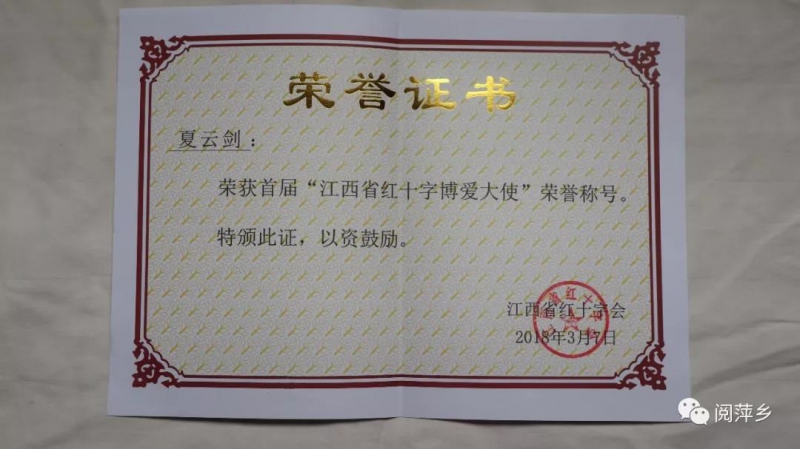 荣誉证书
夏云剑：
荣获首届“江西省红十字博爱大使”荣誉称号。
特颁此证，以资鼓励。
江西省红十字会
2018年3月7日
阅萍乡